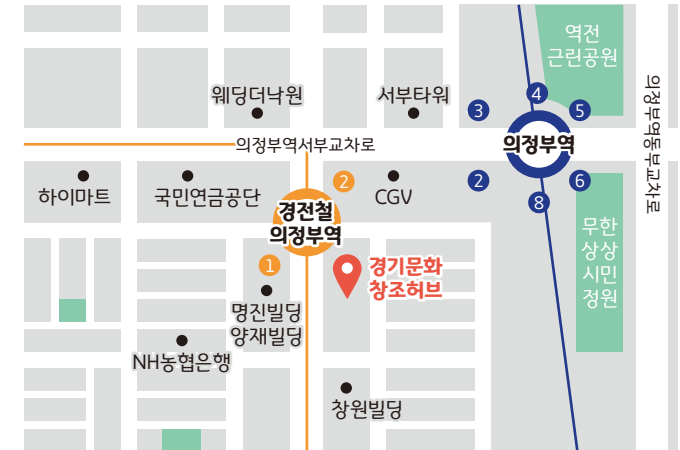 역전
근린공원
웨딩더낙원
서부타워
3
4
5
의정부역
의정부역서부교차로
의정부역동부교차로
하이마트
국민연금공단
2
CGV
2
6
8
경전철
의정부역
무한
상상
시민
정원
1
경기문화
창조허브
명진빌딩
양재빌딩
NH농협은행
창원빌딩